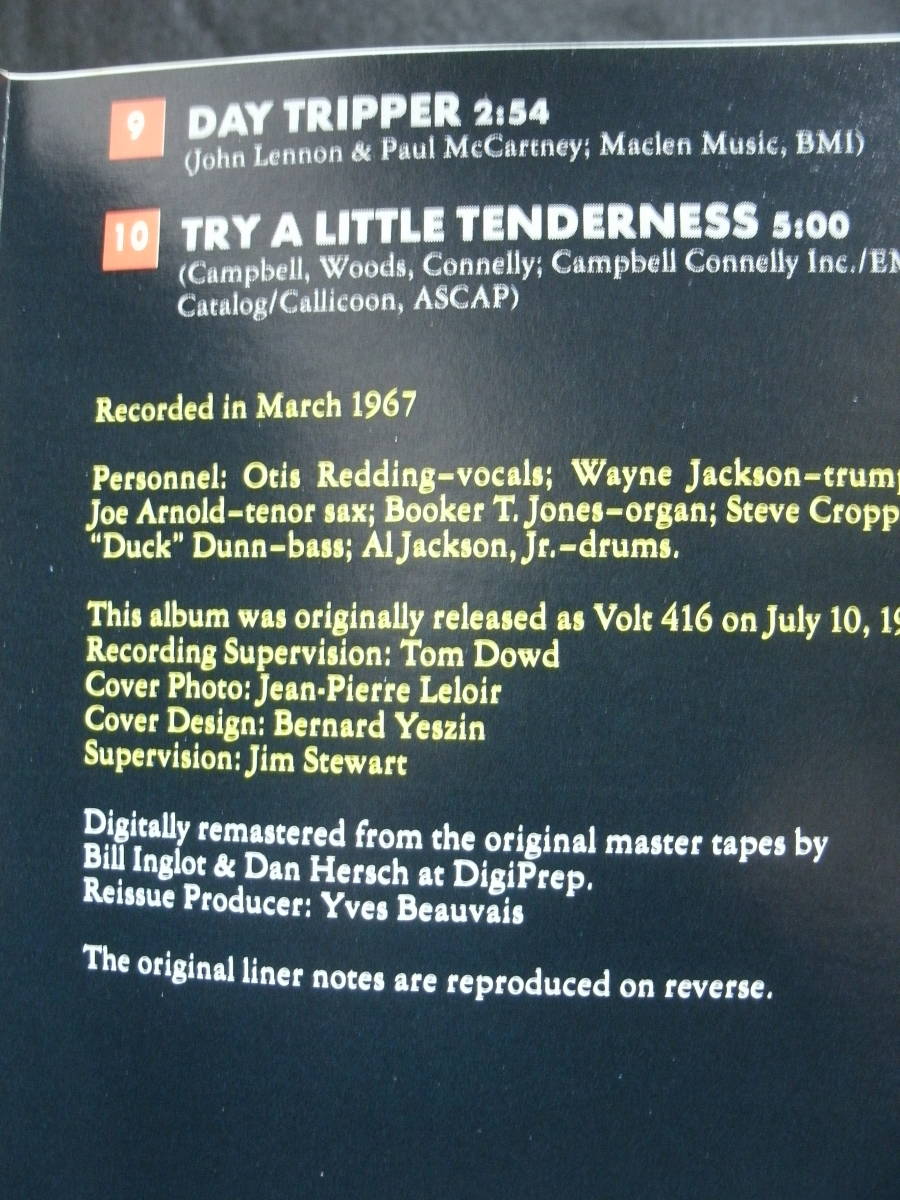 9 DAY TRIPPER 2:54
(John Lennon & Paul McCartney; Maclen Music, BMI)
10 TRY A LITTLE TENDERNESS 5:00
(Campbell, Woods, Connelly; Campbell Connelly Inc./EM
Catalog/Callicoon, ASCAP)
Recorded in March 1967
Personnel: Otis Redding–vocals; Wayne Jackson–trump
Joe Arnold–tenor sax; Booker T. Jones–organ; Steve Cropp
“Duck” Dunn–bass; Al Jackson, Jr.–drums.
This album was originally released as Volt 416 on July 10, 19
Recording Supervision: Tom Dowd
Cover Photo: Jean-Pierre Leloir
Cover Design: Bernard Yeszin
Supervision: Jim Stewart
Digitally remastered from the original master tapes by
Bill Inglot & Dan Hersch at DigiPrep.
Reissue Producer: Yves Beauvais
The original liner notes are reproduced on reverse.